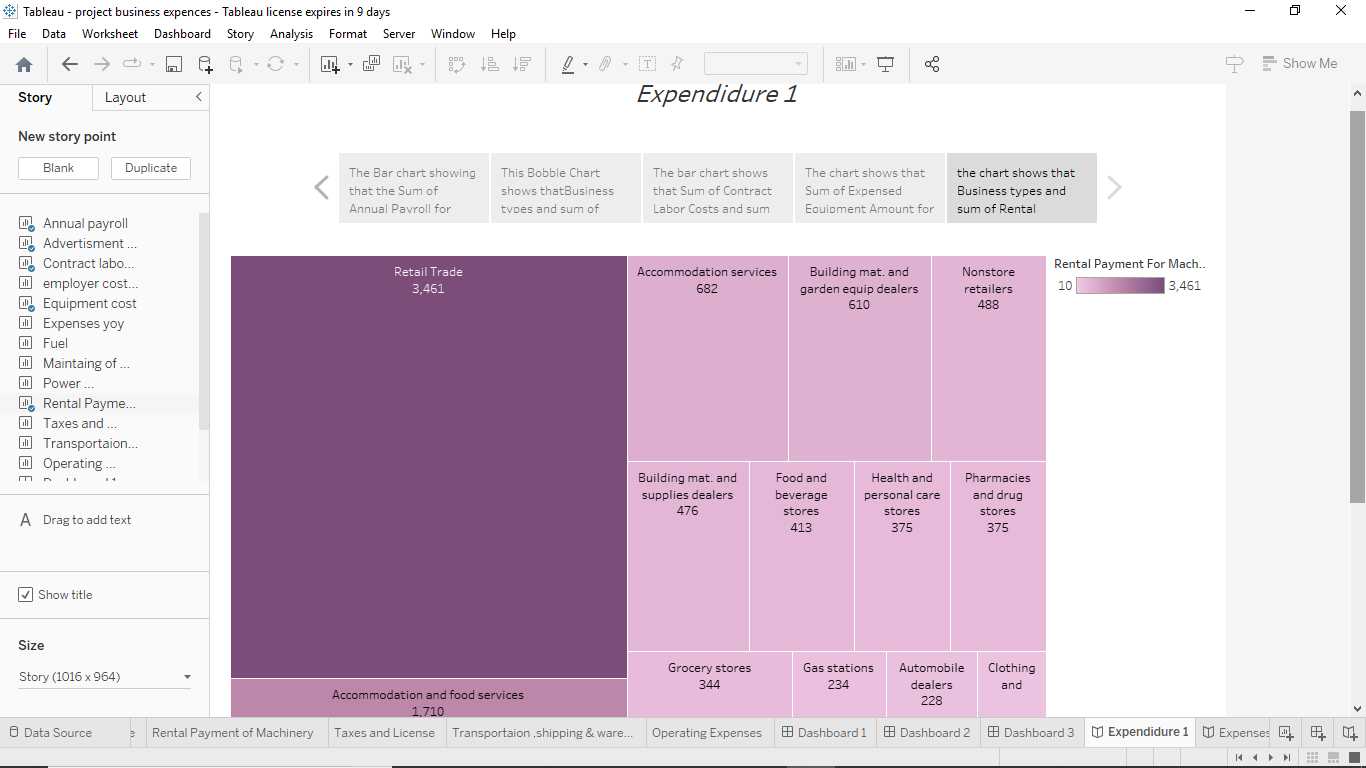 Tableau - project business expences - Tableau license expires in 9 days
File Data Worksheet Dashboard Story Analysis Format Server Window Help
Show Me
Story Layout
New story point
Blank Duplicate
Annual payroll
Advertisment ...
Contract labo...
employer cost...
Equipment cost
Expenses yoy
Fuel
Maintaing of ...
Power ...
Rental Payme...
Taxes and ...
Transportaion...
Operating ...
A Drag to add text
Show title
Size
Story (1016 x 964)
Expendidure 1
The Bar chart showing
that the Sum of
Annual Payroll for
This Bobble Chart
shows thatBusiness
types and sum of
The bar chart shows
that Sum of Contract
Labor Costs and sum
The chart shows that
Sum of Expensed
Equipment Amount for
the chart shows that
Business types and
sum of Rental
Retail Trade
3,461
Accommodation services
682
Building mat. and
garden equip dealers
610
Nonstore
retailers
488
Rental Payment For Mach..
10 3,461
Building mat. and
supplies dealers
476
Food and
beverage
stores
413
Health and
personal care
stores
375
Pharmacies
and drug
stores
375
Grocery stores
344
Gas stations
234
Automobile
dealers
228
Clothing
and
Accommodation and food services
1,710
Data Source e Rental Payment of Machinery Taxes and License Transportaion ,shipping & ware... Operating Expenses Dashboard 1 Dashboard 2 Dashboard 3 Expendidure 1 Expenses